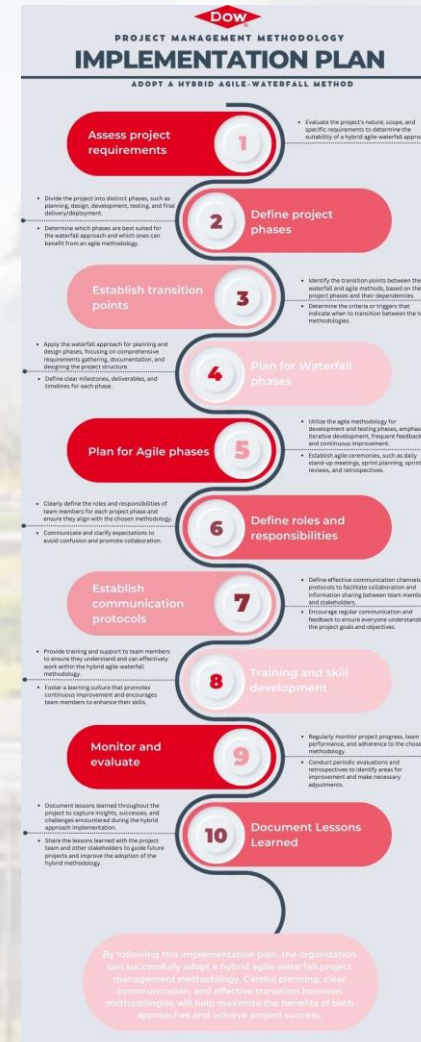 Dow
PROJECT MANAGEMENT METHODOLOGY
IMPLEMENTATION PLAN
ADOPT A HYBRID AGILE-WATERFALL METHOD
Assess project
requirements
1
• Evaluate the project's nature, scope, and
specific requirements to determine the
suitability of a hybrid agile-waterfall
• Divide the project into distinct phases, such as
planning, design, development, testing, and final
delivery/deployment.
• Determine which phases are best suited for
the waterfall approach and which ones can
benefit from an agile methodology.
2
Define project
phases
Establish transition
points
3
• Identify the transition points between the
waterfall and agile methods, based on the
project phases and their dependencies.
• Determine the criteria or triggers that
indicate when to transition between the
methodologies.
• Apply the waterfall approach for planning and
design phases, focusing on comprehensive
requirements gathering, documentation, and
designing the project structure.
• Define clear milestones, deliverables, and
timelines for each phase.
4
Plan for Waterfall
phases
Plan for Agile phases
5
• Utilize the agile methodology for
development and testing phases,
iterative development, frequent feedback
and continuous improvement.
• Establish agile ceremonies, such as daily
stand-up meetings, sprint planning, sprint
reviews, and retrospectives.
• Clearly define the roles and responsibilities of
team members for each project phase and
ensure they align with the chosen methodology.
• Communicate and clarify expectations to
avoid confusion and promote collaboration.
6
Define roles and
responsibilities
Establish
communication
protocols
7
• Define effective communication channels
protocols to facilitate collaboration and
information sharing between team
and stakeholders.
• Encourage regular communication and
feedback to ensure everyone understands
the project goals and objectives.
• Provide training and support to team members
to ensure they understand and can effectively
work within the hybrid agile-waterfall
methodology.
• Foster a learning culture that promotes
continuous improvement and encourages
team members to enhance their skills.
8
Training and skill
development
Monitor and
evaluate
9
• Regularly monitor project progress, team
performance, and adherence to the
methodology.
• Conduct periodic evaluations and
retrospectives to identify areas for
improvement and make necessary
adjustments.
• Document lessons learned throughout the
project to capture insights, successes, and
challenges encountered during the hybrid
approach implementation.
• Share the lessons learned with the project
team and other stakeholders to guide future
projects and improve the adoption of the
hybrid methodology.
10
Document Lessons
Learned
By following this implementation plan, the organization
can successfully adopt a hybrid agile-waterfall project
management methodology. Careful planning, clear
communication, and effective transition between
methodologies will help maximize the benefits of both
approaches and achieve project success.